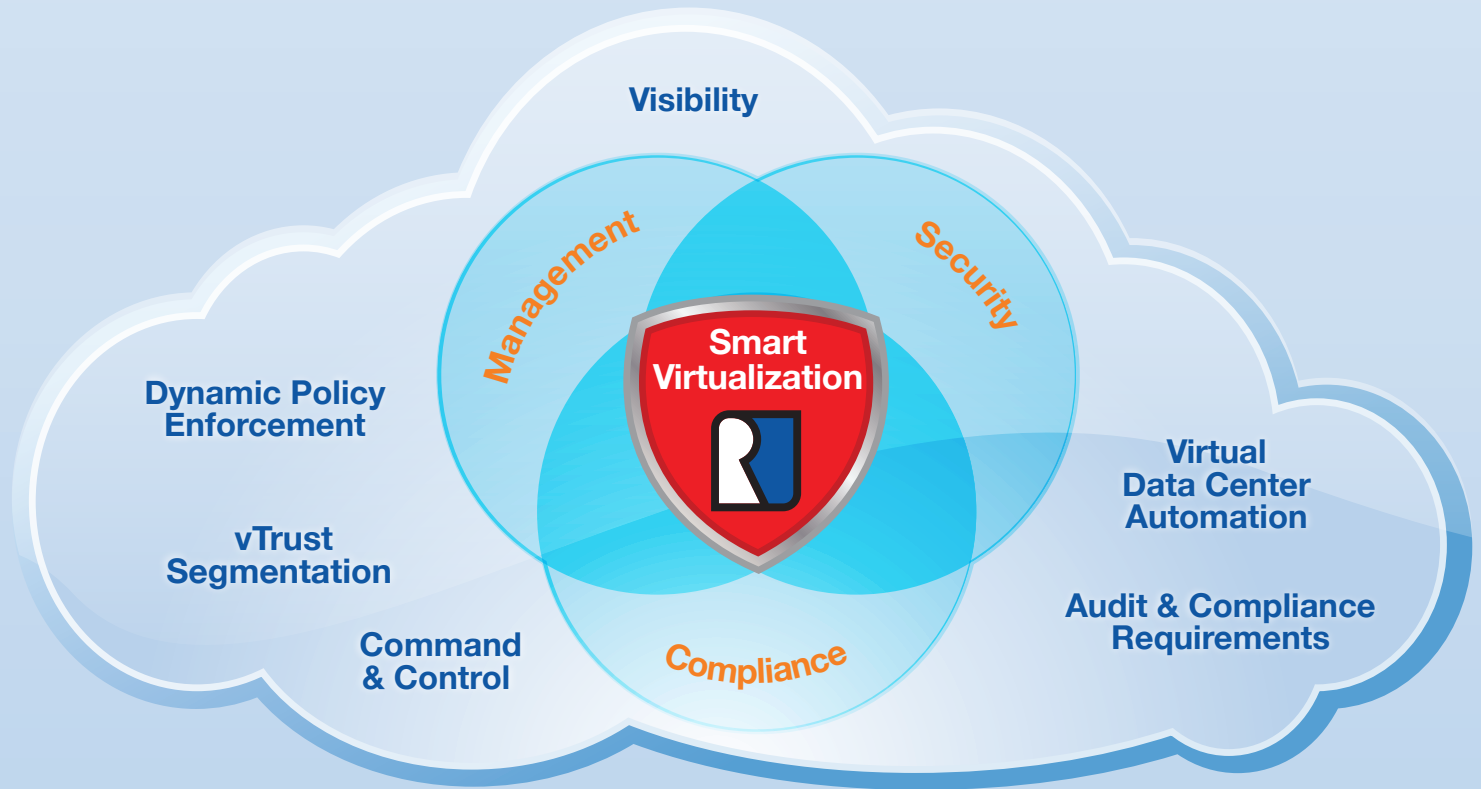 Visibility
Management
Security
Smart
Virtualization
R
Dynamic Policy
Enforcement
Virtual
Data Center
Automation
vTrust
Segmentation
Audit & Compliance
Requirements
Command
& Control
Compliance